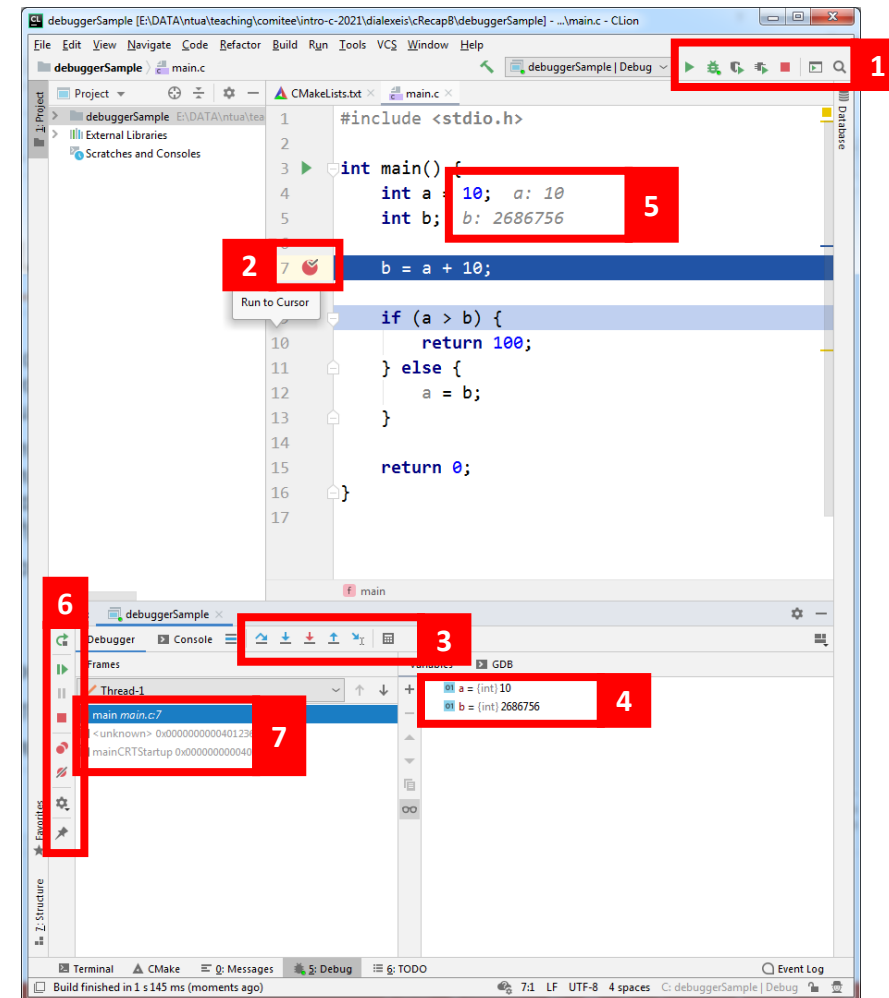 debuggerSample [E:\DATA\ntua\teaching\comitee\intro-c-2021\dialexeis\cRecapB\debuggerSample] - ...\main.c - CLion
File Edit View Navigate Code Refactor Build Run Tools VCS Window Help
debuggerSample main.c debuggerSample | Debug
1
1: Project
Project
CMakeLists.txt main.c
Database
debuggerSample E:\DATA\ntua\tea
External Libraries
Scratches and Consoles
1 #include <stdio.h>
2
3 int main() {
4 int a = 10; a: 10
5 int b; b: 2686756
5
2
7 b = a + 10;
Run to Cursor
if (a > b) {
10 return 100;
11 } else {
12 a = b;
13 }
14
15 return 0;
16 }
17
f main
6
debuggerSample
Debugger Console
3
Frames
GDB
Thread-1
main main.c:7
<unknown> 0x0000000000401236
mainCRTStartup 0x000000000040
7
a = {int} 10
b = {int} 2686756
4
Favorites
Z: Structure
Terminal CMake 0: Messages 5: Debug 6: TODO Event Log
Build finished in 1 s 145 ms (moments ago) 7:1 LF UTF-8 4 spaces C: debuggerSample | Debug